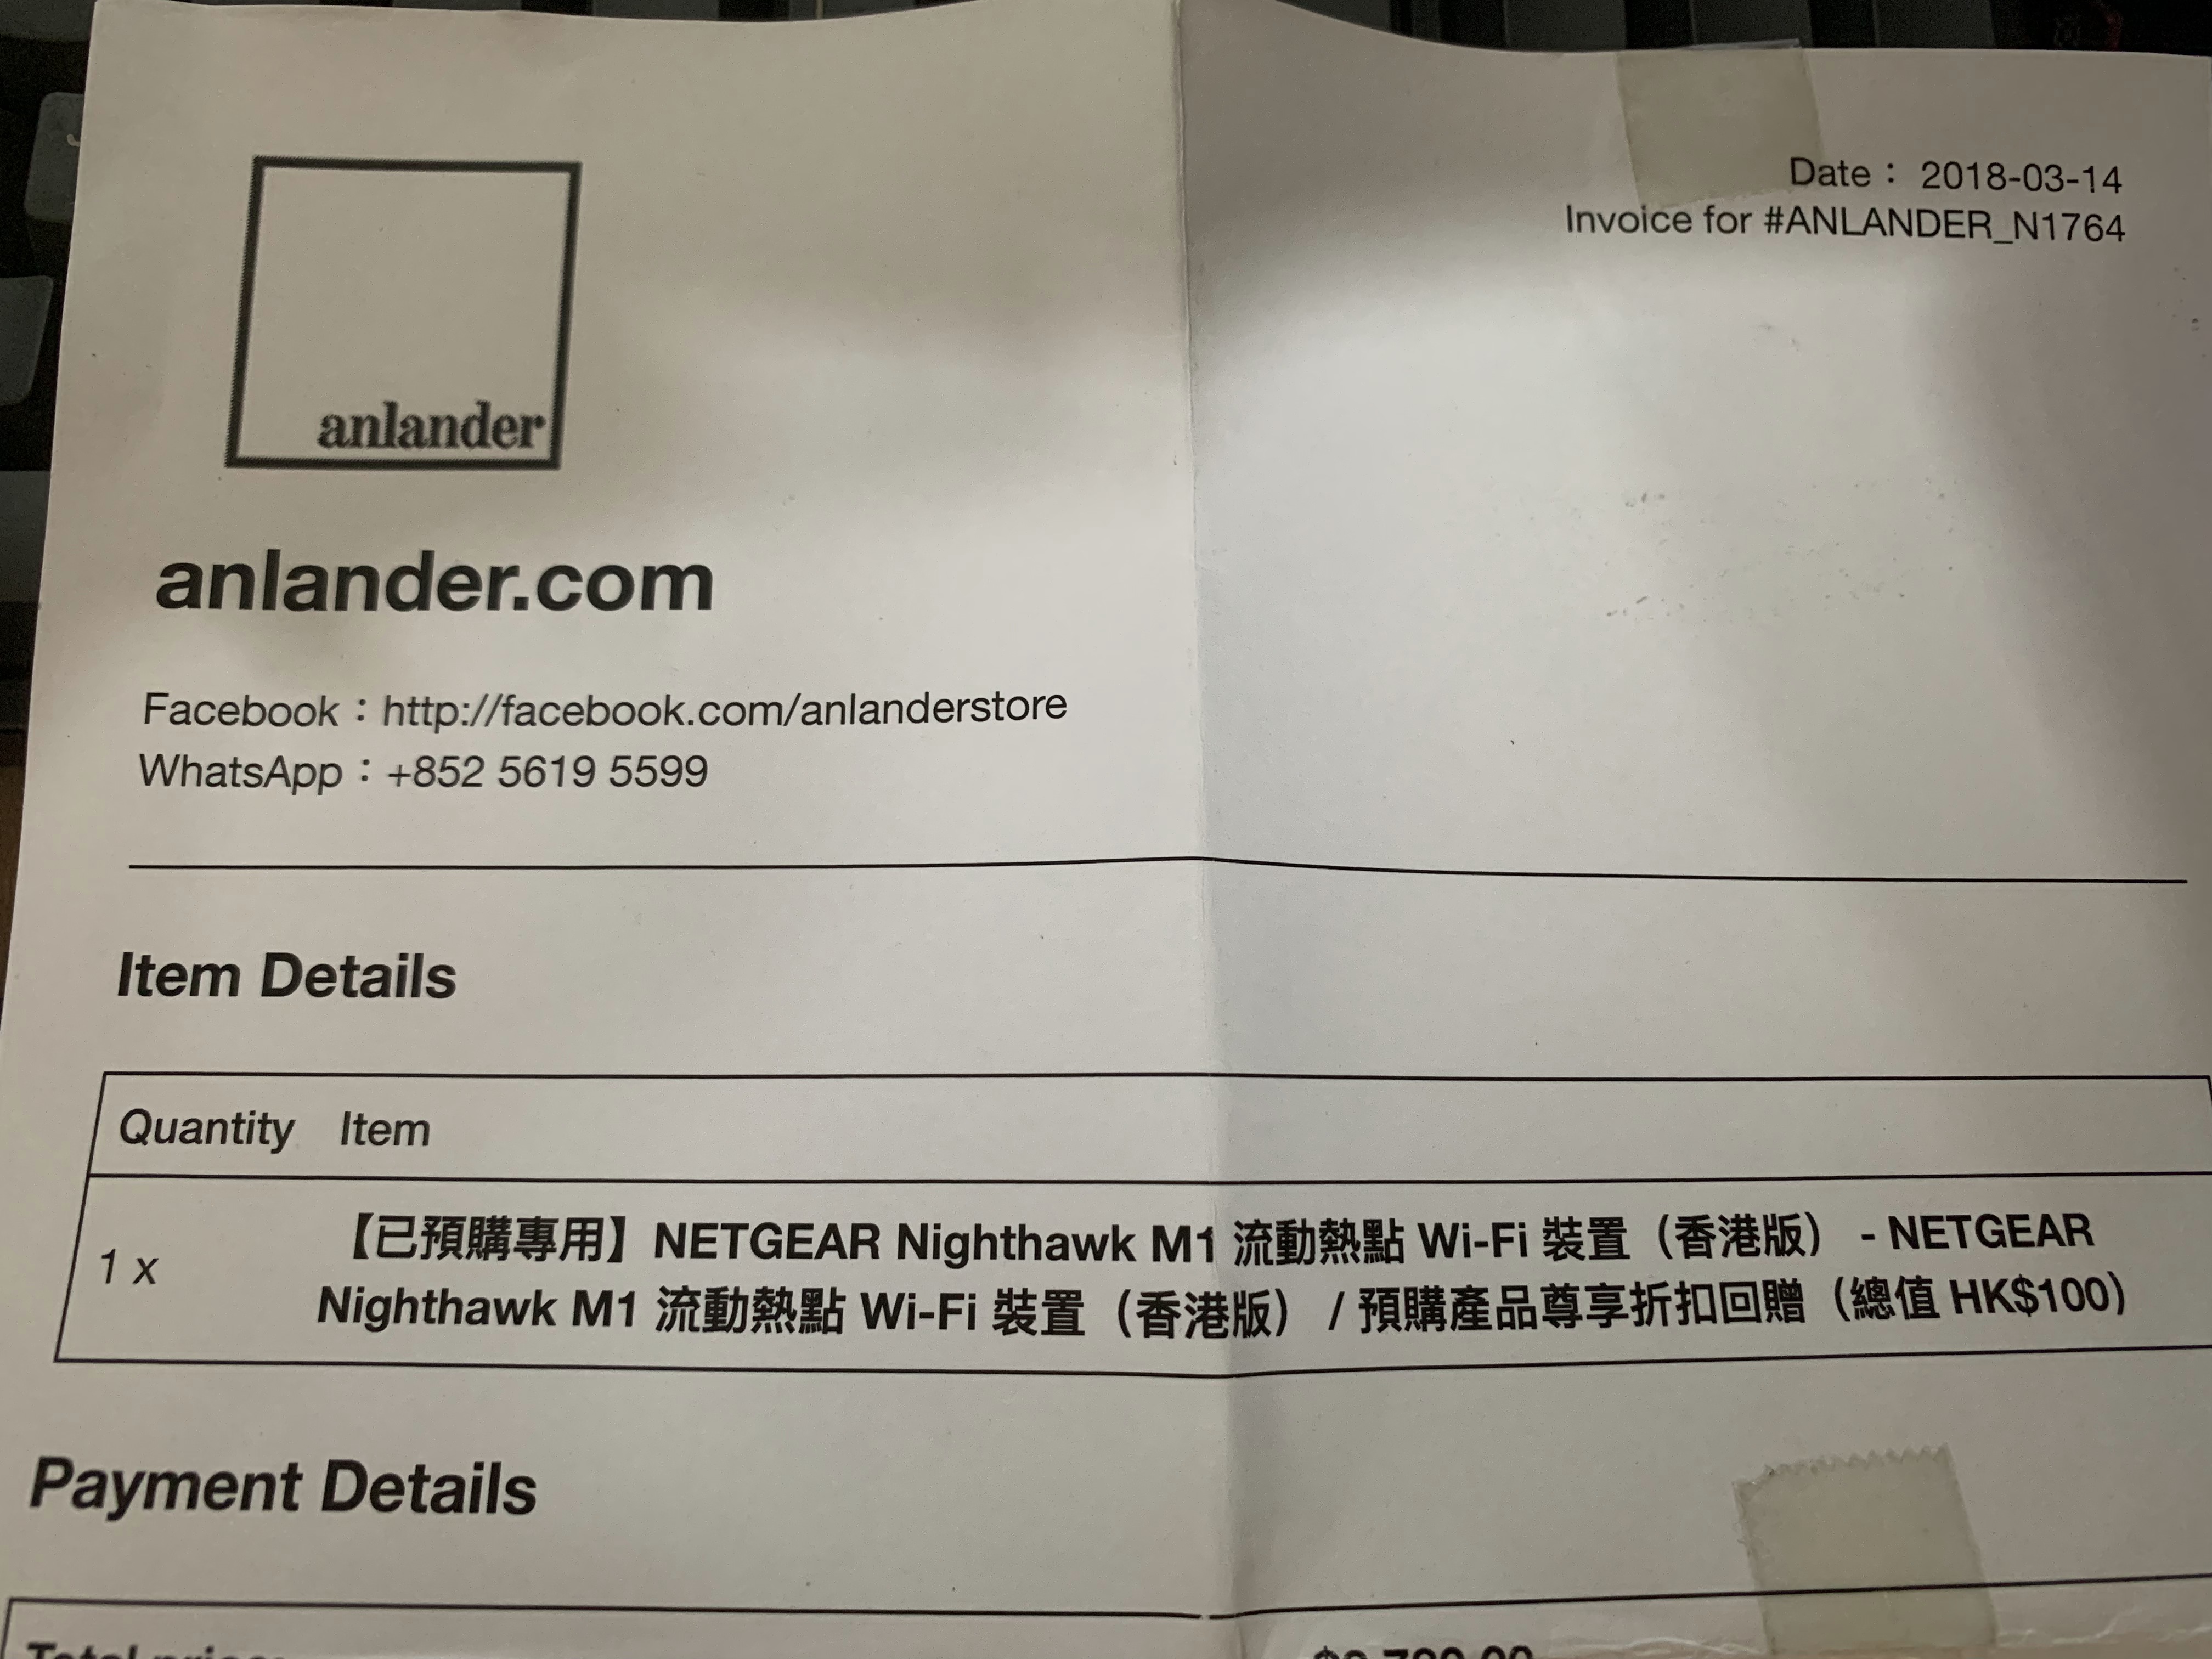 Date： 2018-03-14
Invoice for #ANLANDER_N1764
anlander
anlander.com
Facebook：http://facebook.com/anlanderstore
WhatsApp：+852 5619 5599
Item Details
Quantity Item
1 x 【已預購專用】NETGEAR Nighthawk M1 流動熱點 Wi-Fi 裝置（香港版） - NETGEAR
Nighthawk M1 流動熱點 Wi-Fi 裝置（香港版） / 預購產品尊享折扣回贈（總值 HK$100)
Payment Details
Total price